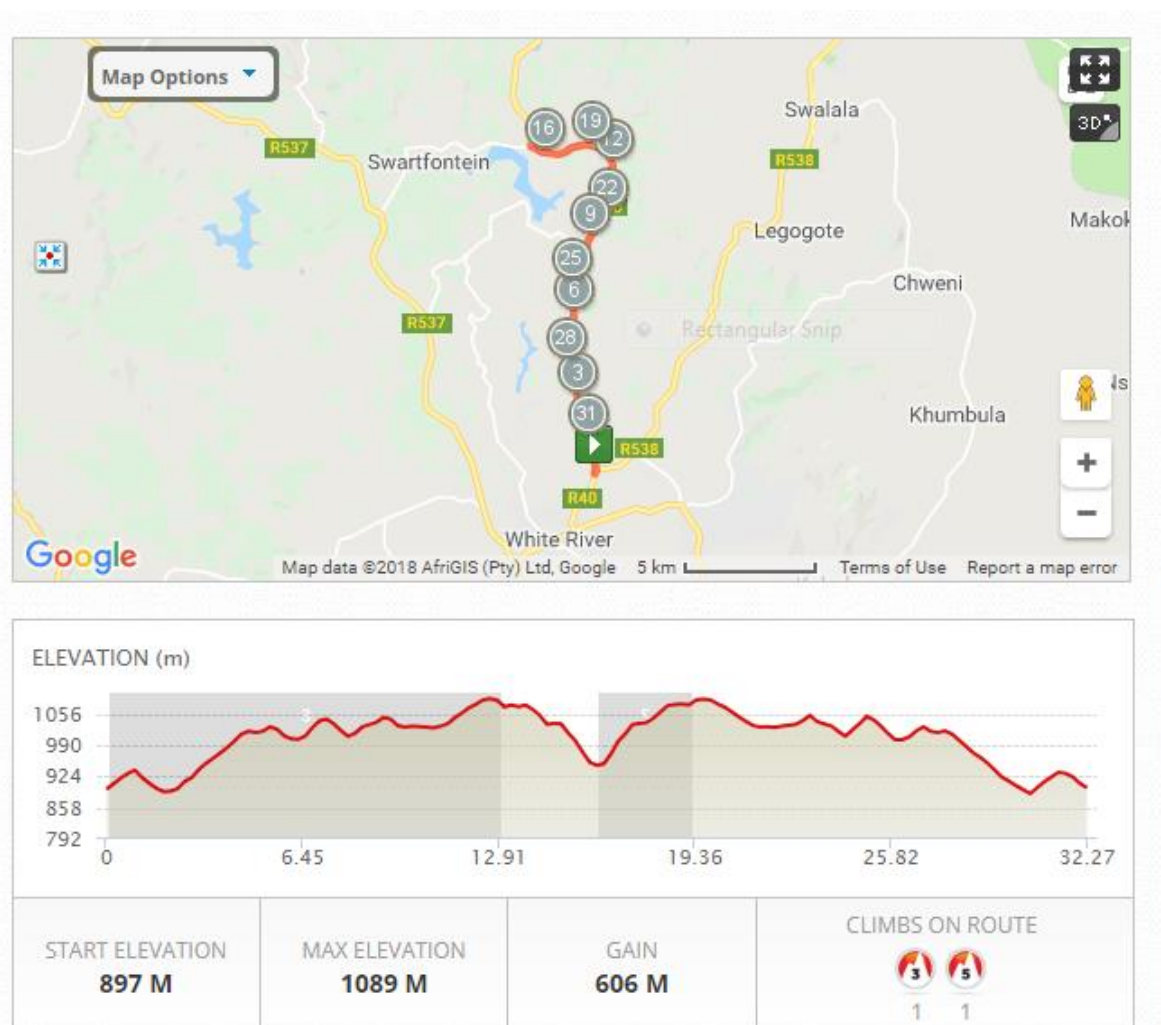 Map Options
Swalala
16
19
12
3D
R537
Swartfontein
R538
22
9
Makok
Legogote
25
Chweni
6
R537
Rectangular Snip
28
3
Ns
31
Khumbula
R538
R40
White River
Google
Map data ©2018 AfriGIS (Pty) Ltd, Google 5 km Terms of Use Report a map error
ELEVATION (m)
1056
3
5
990
924
858
792
0 6.45 12.91 19.36 25.82 32.27
START ELEVATION
897 M
MAX ELEVATION
1089 M
GAIN
606 M
CLIMBS ON ROUTE
3 5
1 1